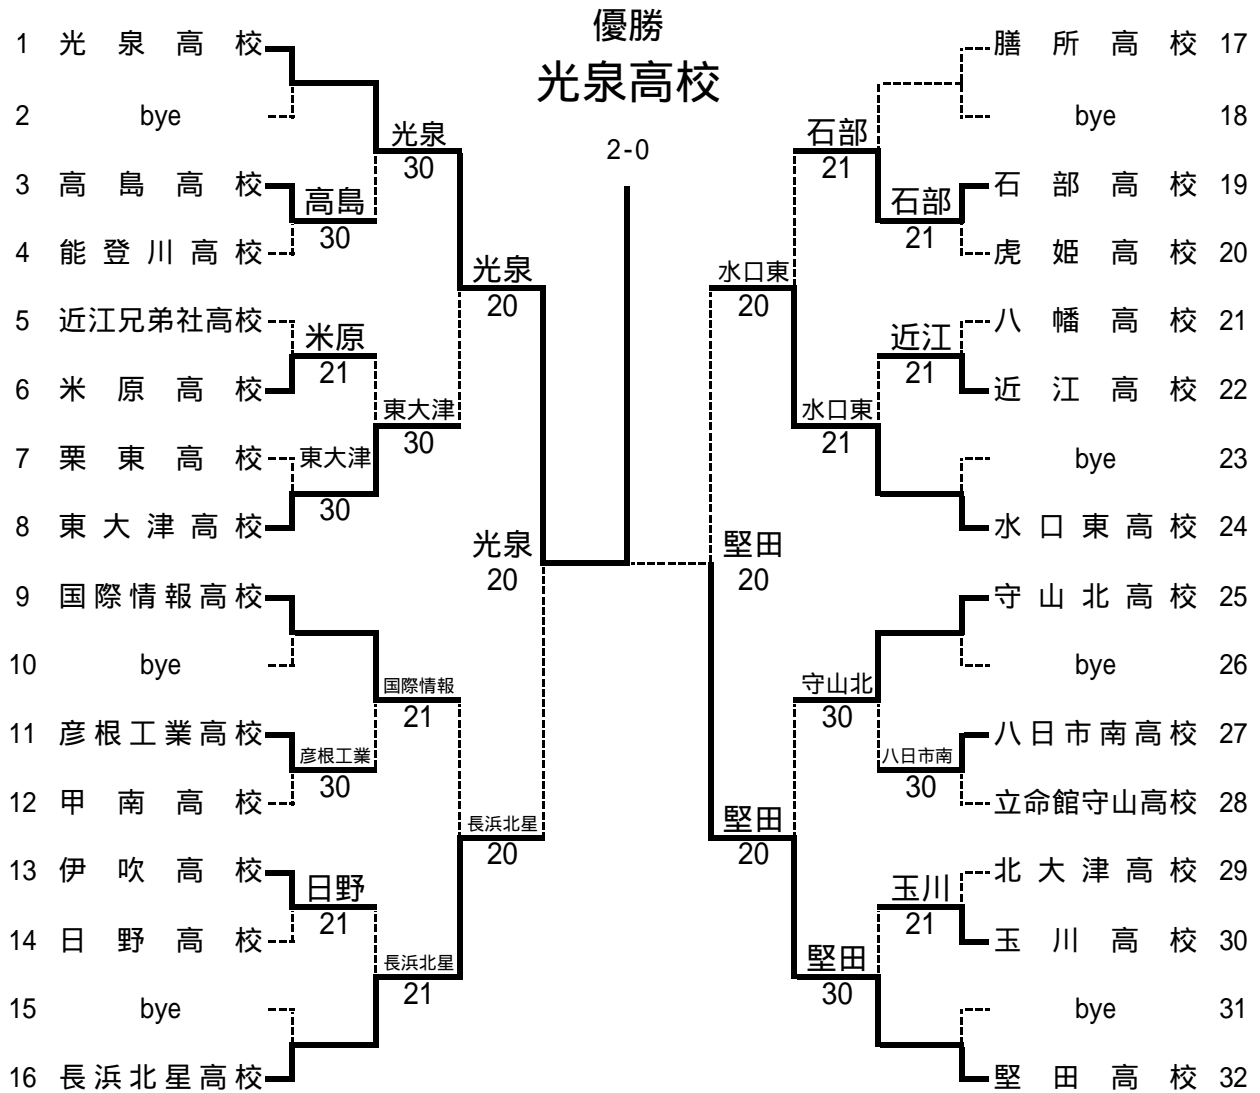 優勝
光泉高校
2-0
1 光泉高校
2 bye
3 高島高校
4 能登川高校
5 近江兄弟社高校
6 米原高校
7 栗東高校
8 東大津高校
9 国際情報高校
10 bye
11 彦根工業高校
12 甲南高校
13 伊吹高校
14 日野高校
15 bye
16 長浜北星高校
高島
30
米原
21
東大津
30
彦根工業
30
日野
21
光泉
30
東大津
30
国際情報
21
長浜北星
21
光泉
20
長浜北星
20
光泉
20
堅田
20
水口東
20
堅田
20
石部
21
水口東
21
守山北
30
堅田
30
石部
21
近江
21
八日市南
30
玉川
21
膳所高校 17
bye 18
石部高校 19
虎姫高校 20
八幡高校 21
近江高校 22
bye 23
水口東高校 24
守山北高校 25
bye 26
八日市南高校 27
立命館守山高校 28
北大津高校 29
玉川高校 30
bye 31
堅田高校 32